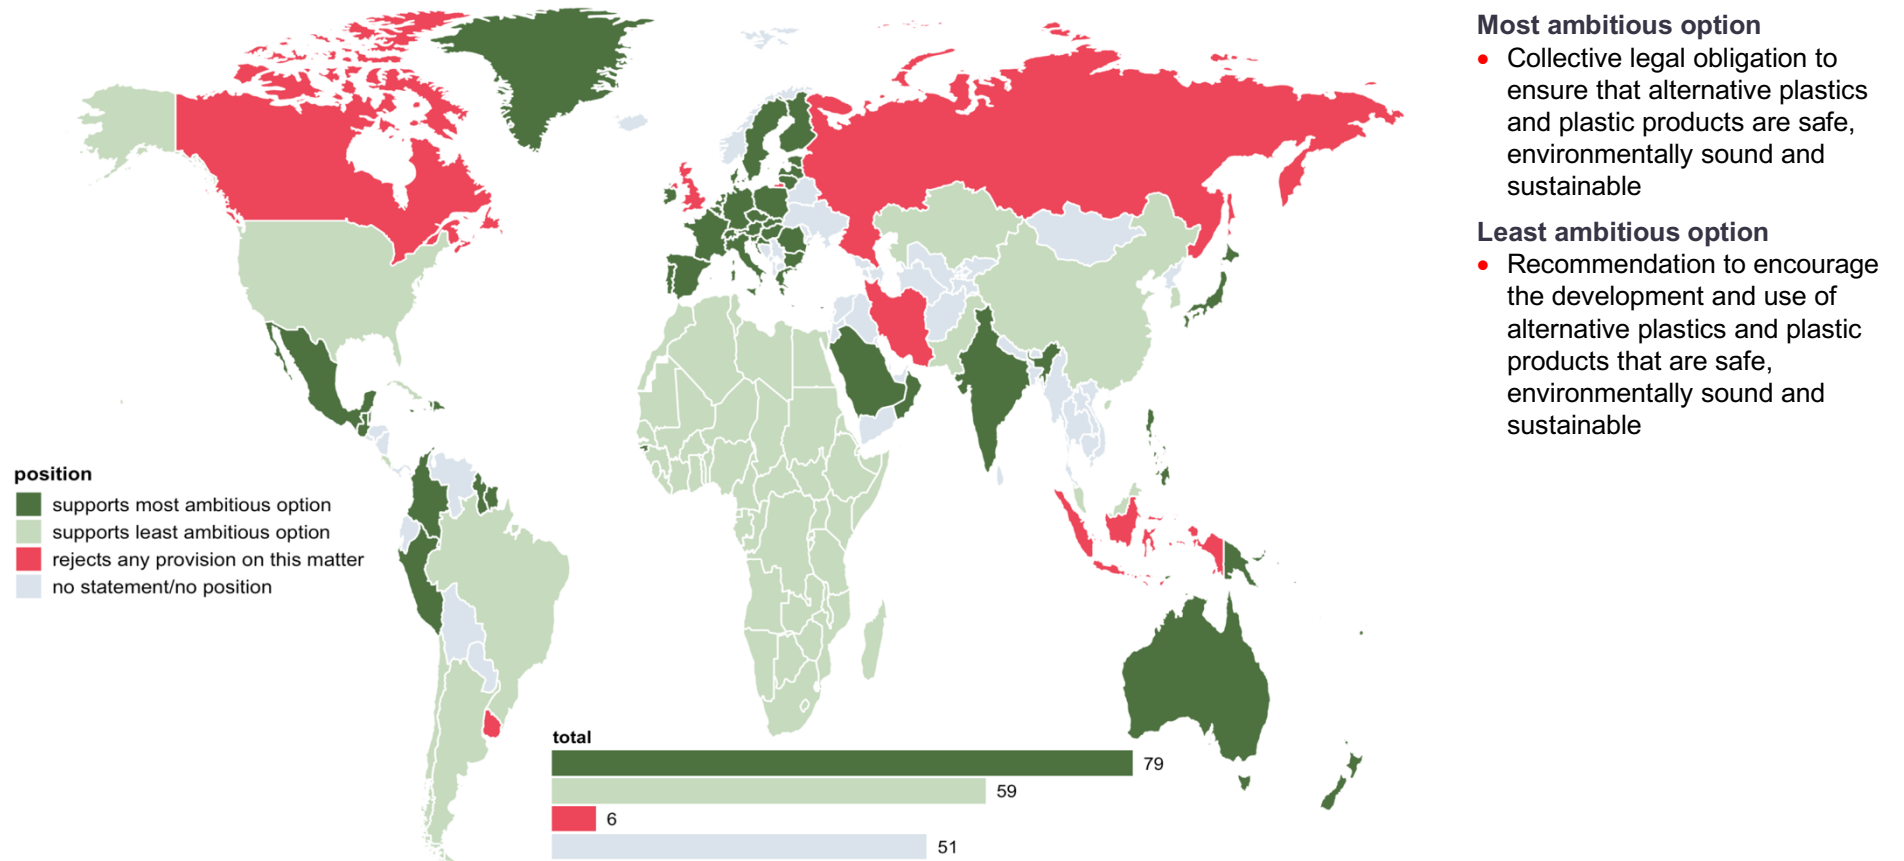 Most ambitious option
• Collective legal obligation to
ensure that alternative plastics
and plastic products are safe,
environmentally sound and
sustainable
Least ambitious option
• Recommendation to encourage
the development and use of
alternative plastics and plastic
products that are safe,
environmentally sound and
sustainable
position
supports most ambitious option
supports least ambitious option
rejects any provision on this matter
no statement/no position
total
79
59
6
51